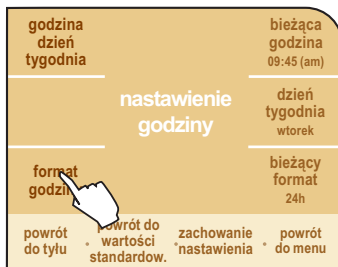 godzina
dzień
tygodnia
bieżąca
godzina
09:45 (am)
nastawienie
godziny
dzień
tygodnia
wtorek
format
godziny
bieżący
format
24h
powrót
do tyłu
powrót do
wartości
standardow.
zachowanie
nastawienia
powrót
do menu